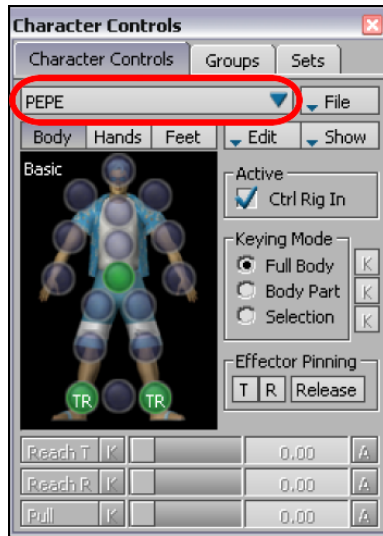 Character Controls
Character Controls Groups Sets
PEPE File
Body Hands Feet Edit Show
Basic
Active
Ctrl Rig In
Keying Mode
Full Body K
Body Part K
Selection K
Effector Pinning
T R Release
TR TR
Reach T K 0.00 A
Reach R K 0.00 A
Pull K 0.00 A